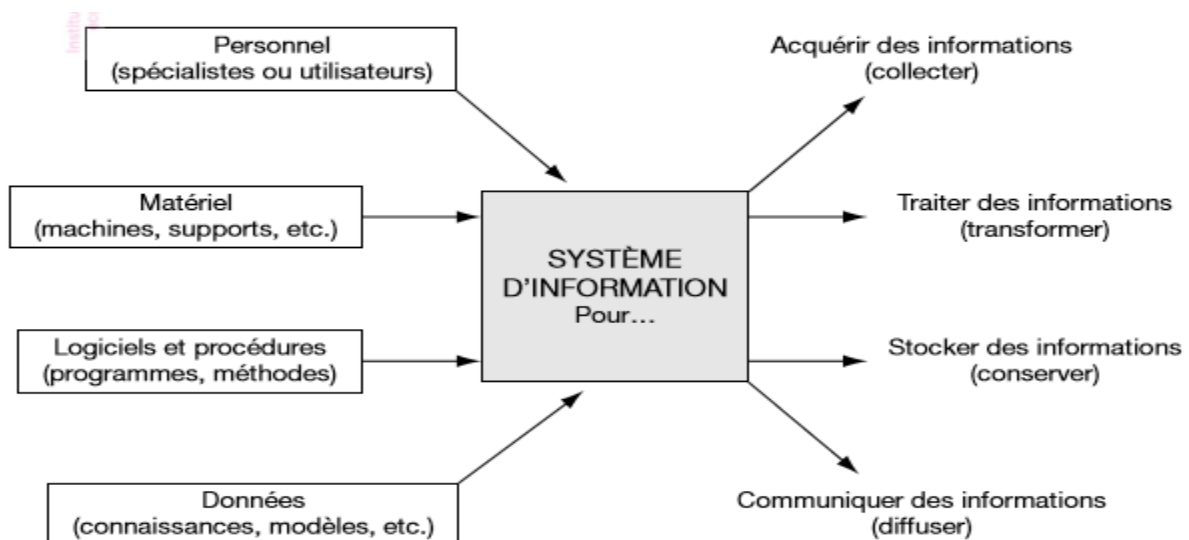 Personnel
(spécialistes ou utilisateurs)
Matériel
(machines, supports, etc.)
Logiciels et procédures
(programmes, méthodes)
Données
(connaissances, modèles, etc.)
SYSTÈME
D'INFORMATION
Pour...
Acquérir des informations
(collecter)
Traiter des informations
(transformer)
Stocker des informations
(conserver)
Communiquer des informations
(diffuser)